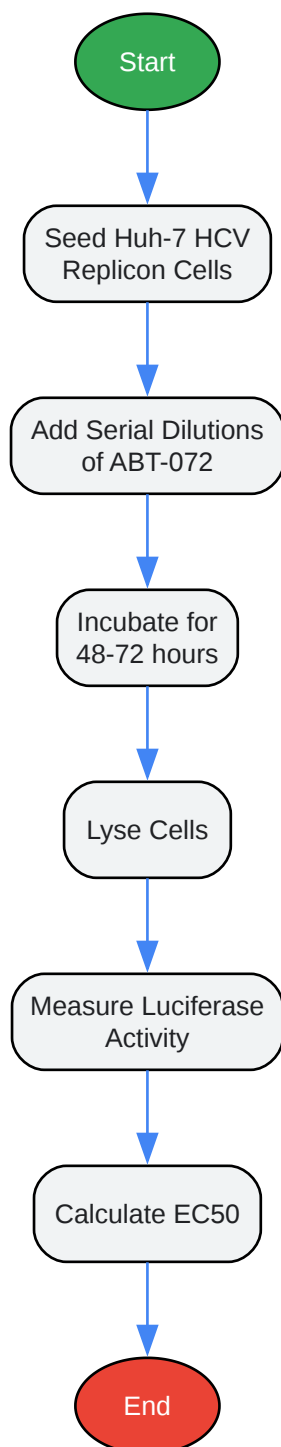 Start
Seed Huh-7 HCV
Replicon Cells
Add Serial Dilutions
of ABT-072
Incubate for
48-72 hours
Lyse Cells
Measure Luciferase
Activity
Calculate EC50
End